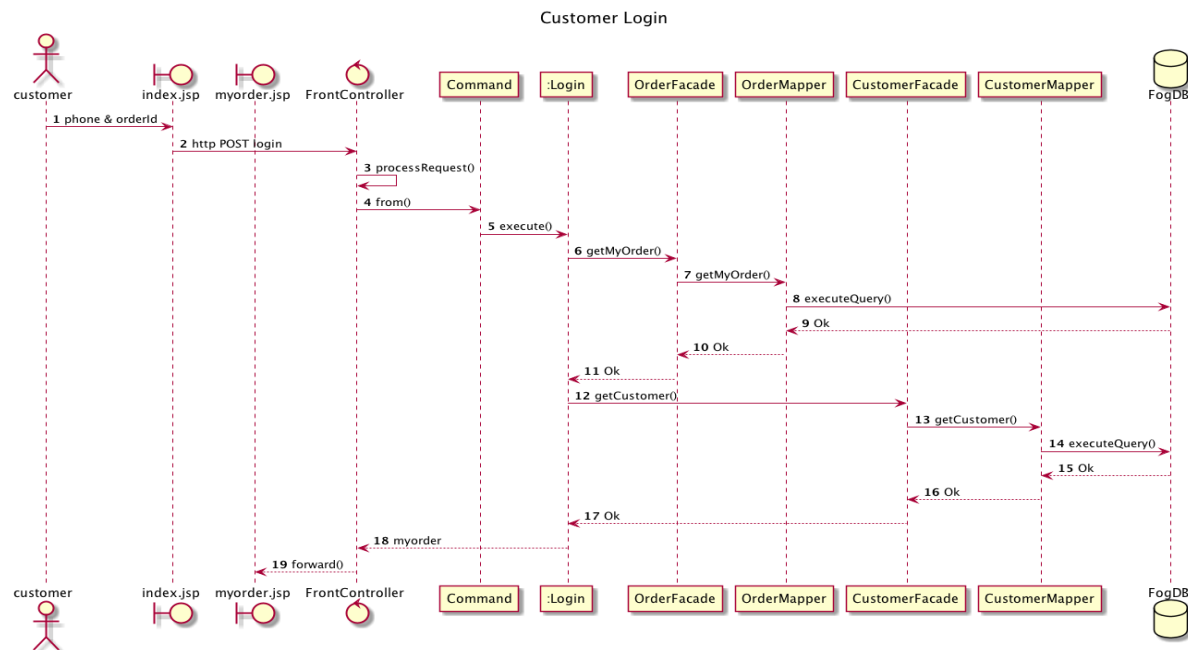 Customer Login
customer
index.jsp
myorder.jsp
FrontController
Command
:Login
OrderFacade
OrderMapper
CustomerFacade
CustomerMapper
FogDB
1 phone & orderId
2 http POST login
3 processRequest()
4 from()
5 execute()
6 getMyOrder()
7 getMyOrder()
8 executeQuery()
9 Ok
10 Ok
11 Ok
12 getCustomer()
13 getCustomer()
14 executeQuery()
15 Ok
16 Ok
17 Ok
18 myorder
19 forward()
customer
index.jsp
myorder.jsp
FrontController
Command
:Login
OrderFacade
OrderMapper
CustomerFacade
CustomerMapper
FogDB